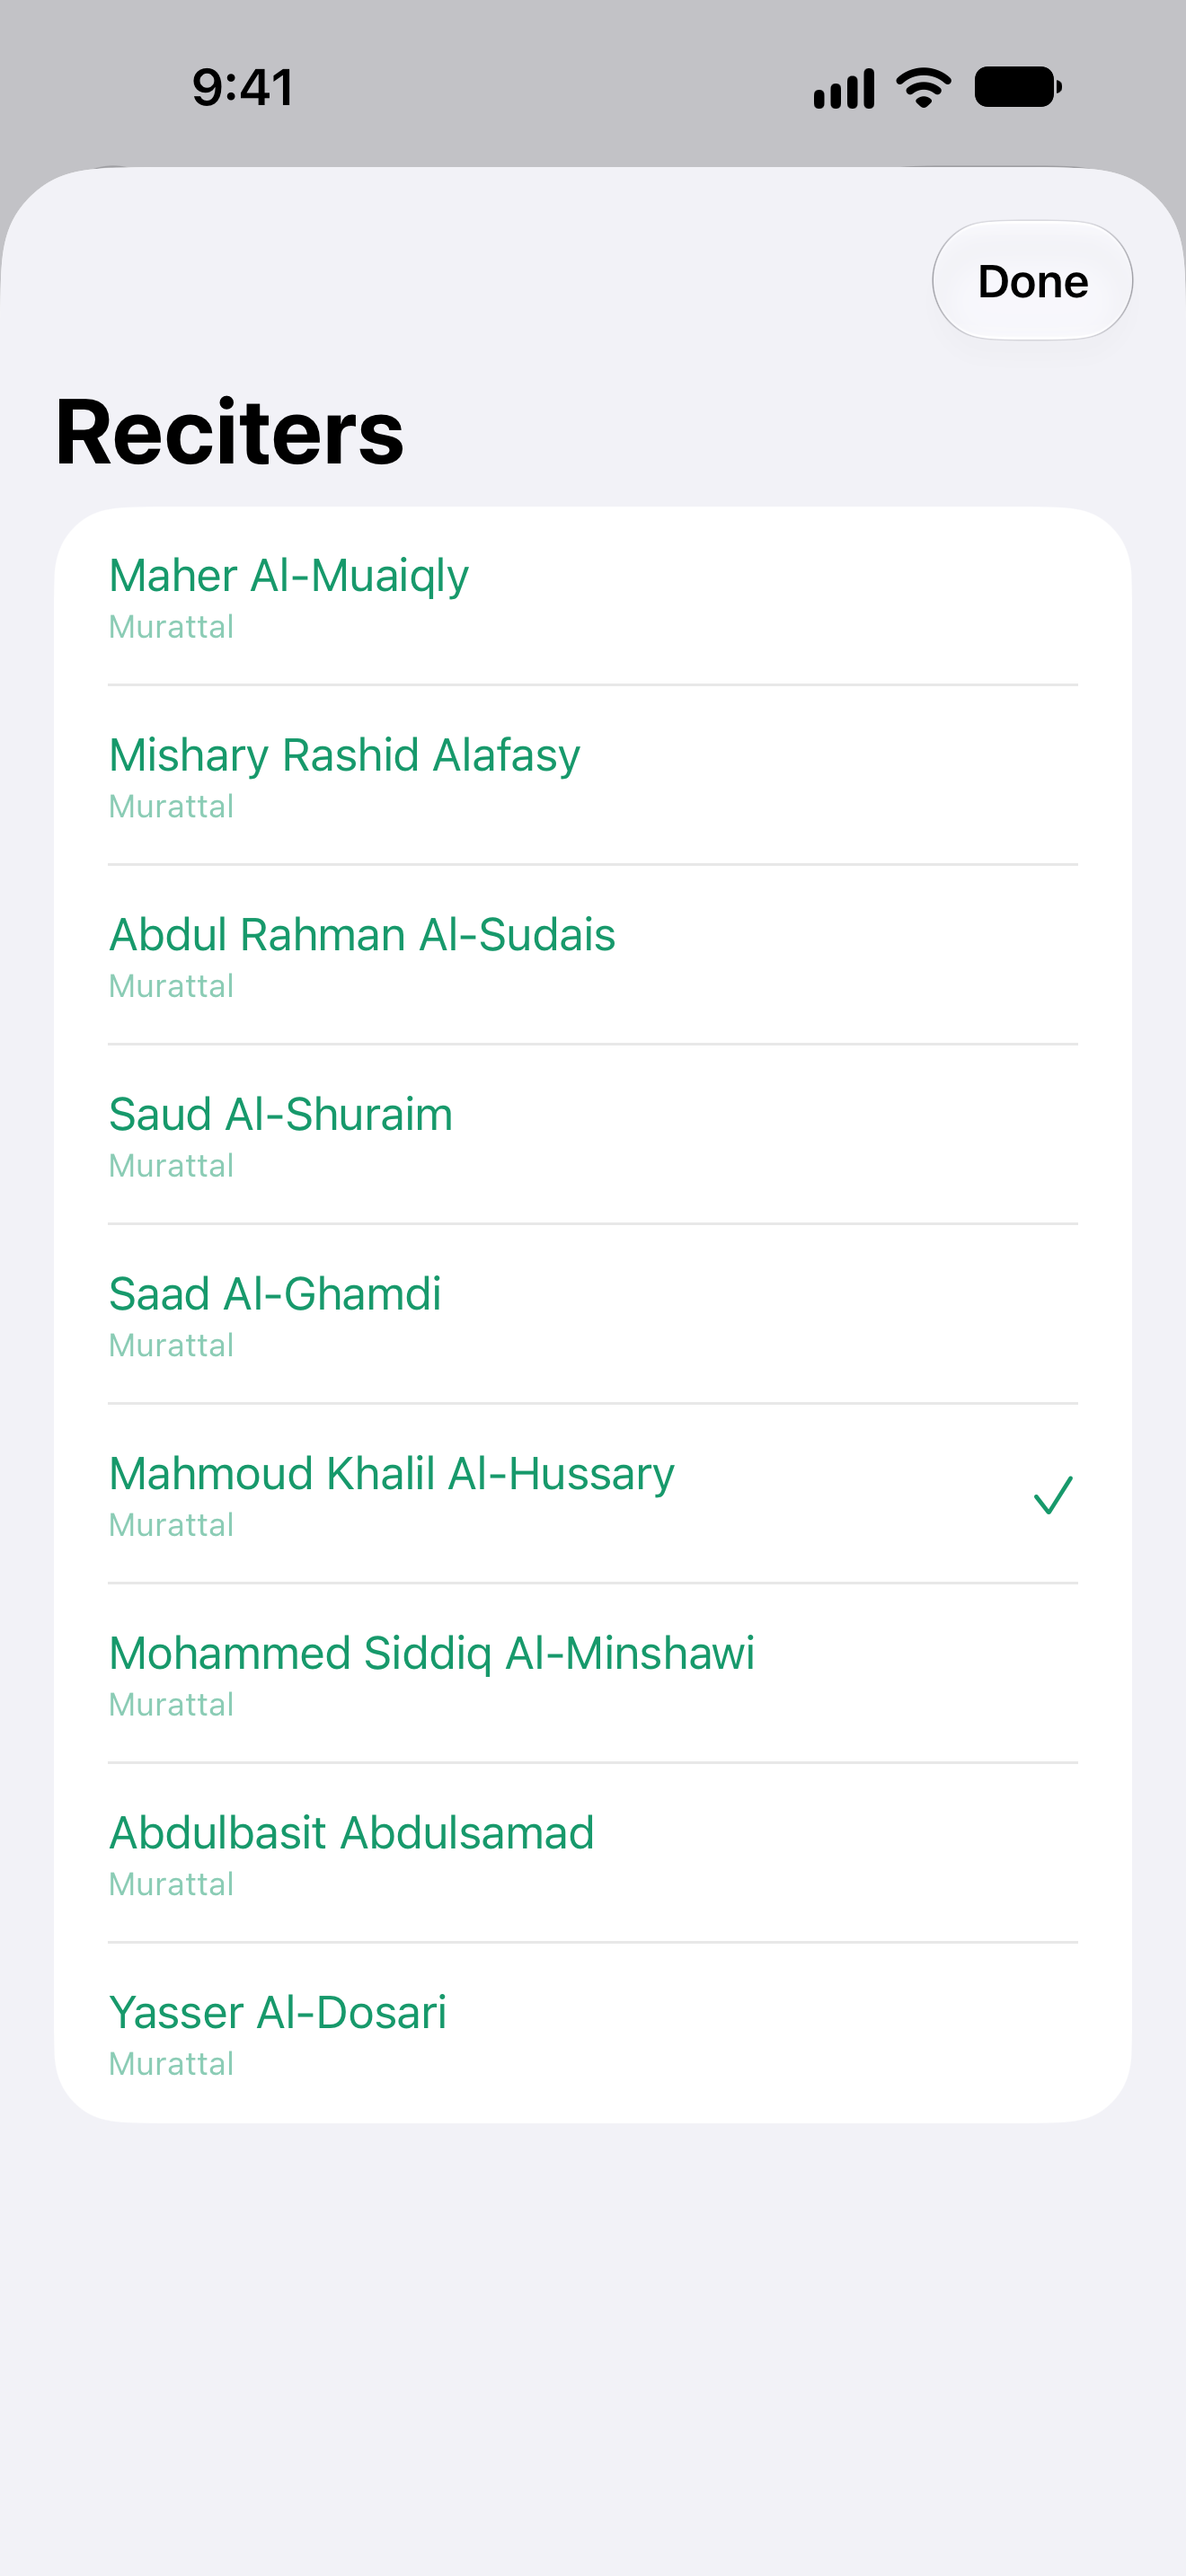 9:41
Done
Reciters
Maher Al-Muaiqly
Murattal
Mishary Rashid Alafasy
Murattal
Abdul Rahman Al-Sudais
Murattal
Saud Al-Shuraim
Murattal
Saad Al-Ghamdi
Murattal
Mahmoud Khalil Al-Hussary
Murattal
Mohammed Siddiq Al-Minshawi
Murattal
Abdulbasit Abdulsamad
Murattal
Yasser Al-Dosari
Murattal